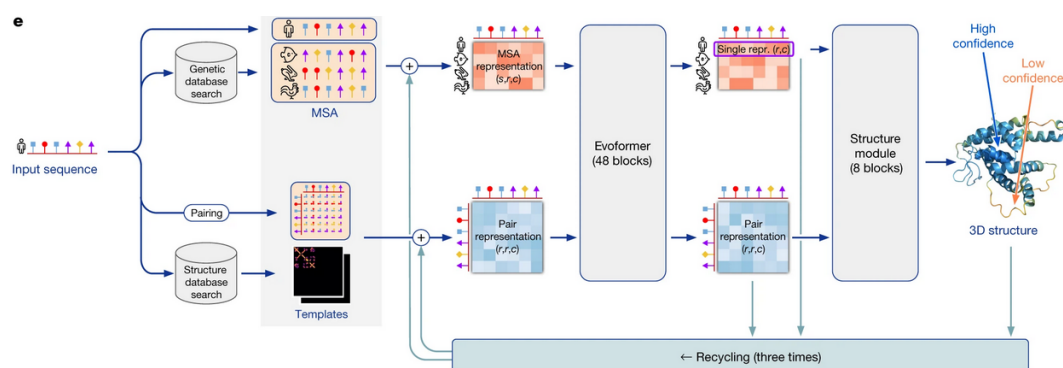 e
Genetic
database
search
MSA
MSA
representation
(s,r,c)
Single repr. (r,c)
High
confidence
Low
confidence
Input sequence
Evoformer
(48 blocks)
Structure
module
(8 blocks)
Pairing
+
+
Pair
representation
(r,r,c)
Pair
representation
(r,r,c)
3D structure
Structure
database
search
Templates
← Recycling (three times)